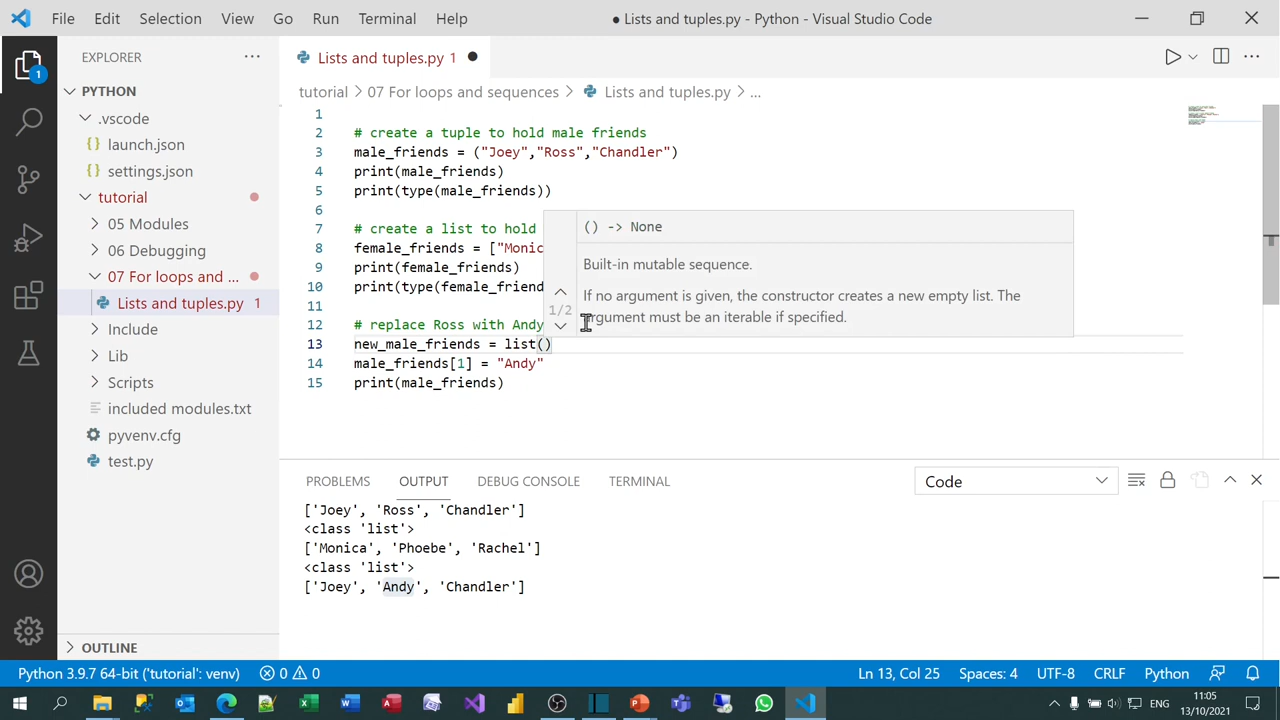 File Edit Selection View Go Run Terminal Help
● Lists and tuples.py - Python - Visual Studio Code
EXPLORER
1
PYTHON
.vscode
launch.json
settings.json
tutorial
05 Modules
06 Debugging
07 For loops and ...
Lists and tuples.py 1
Include
Lib
Scripts
included modules.txt
pyvenv.cfg
test.py
OUTLINE
Lists and tuples.py 1
tutorial > 07 For loops and sequences > Lists and tuples.py > ...
1
2 # create a tuple to hold male friends
3 male_friends = ("Joey","Ross","Chandler")
4 print(male_friends)
5 print(type(male_friends))
6
7 # create a list to hold
8 female_friends = ["Monic
9 print(female_friends)
10 print(type(female_friend
11
12 # replace Ross with Andy
13 new_male_friends = list()
14 male_friends[1] = "Andy"
15 print(male_friends)
() -> None
Built-in mutable sequence.
If no argument is given, the constructor creates a new empty list. The
argument must be an iterable if specified.
1/2
PROBLEMS OUTPUT DEBUG CONSOLE TERMINAL
Code
['Joey', 'Ross', 'Chandler']
<class 'list'>
['Monica', 'Phoebe', 'Rachel']
<class 'list'>
['Joey', 'Andy', 'Chandler']
Python 3.9.7 64-bit ('tutorial': venv) 0 0
Ln 13, Col 25 Spaces: 4 UTF-8 CRLF Python
ENG
11:05
13/10/2021